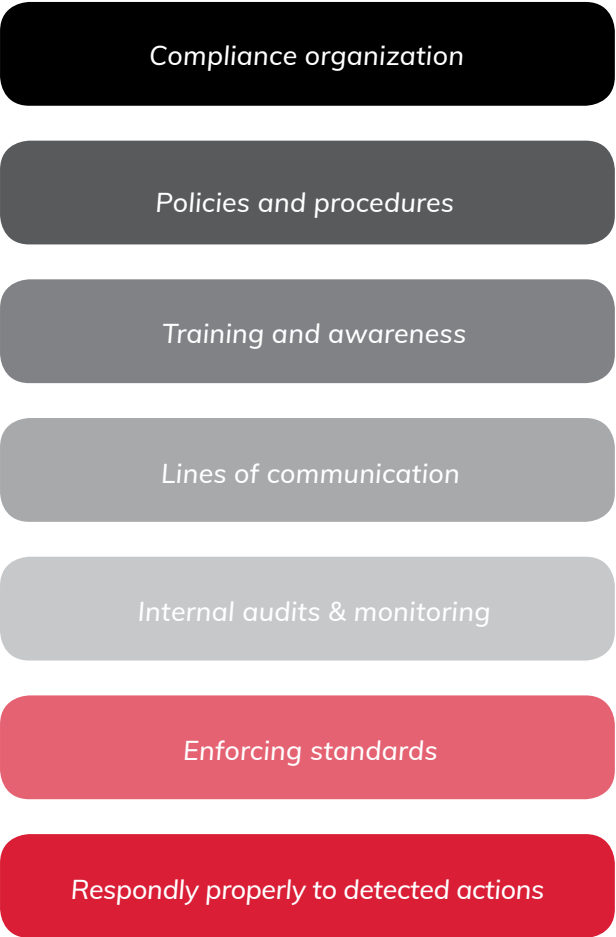 Compliance organization
Policies and procedures
Training and awareness
Lines of communication
Internal audits & monitoring
Enforcing standards
Respondly properly to detected actions